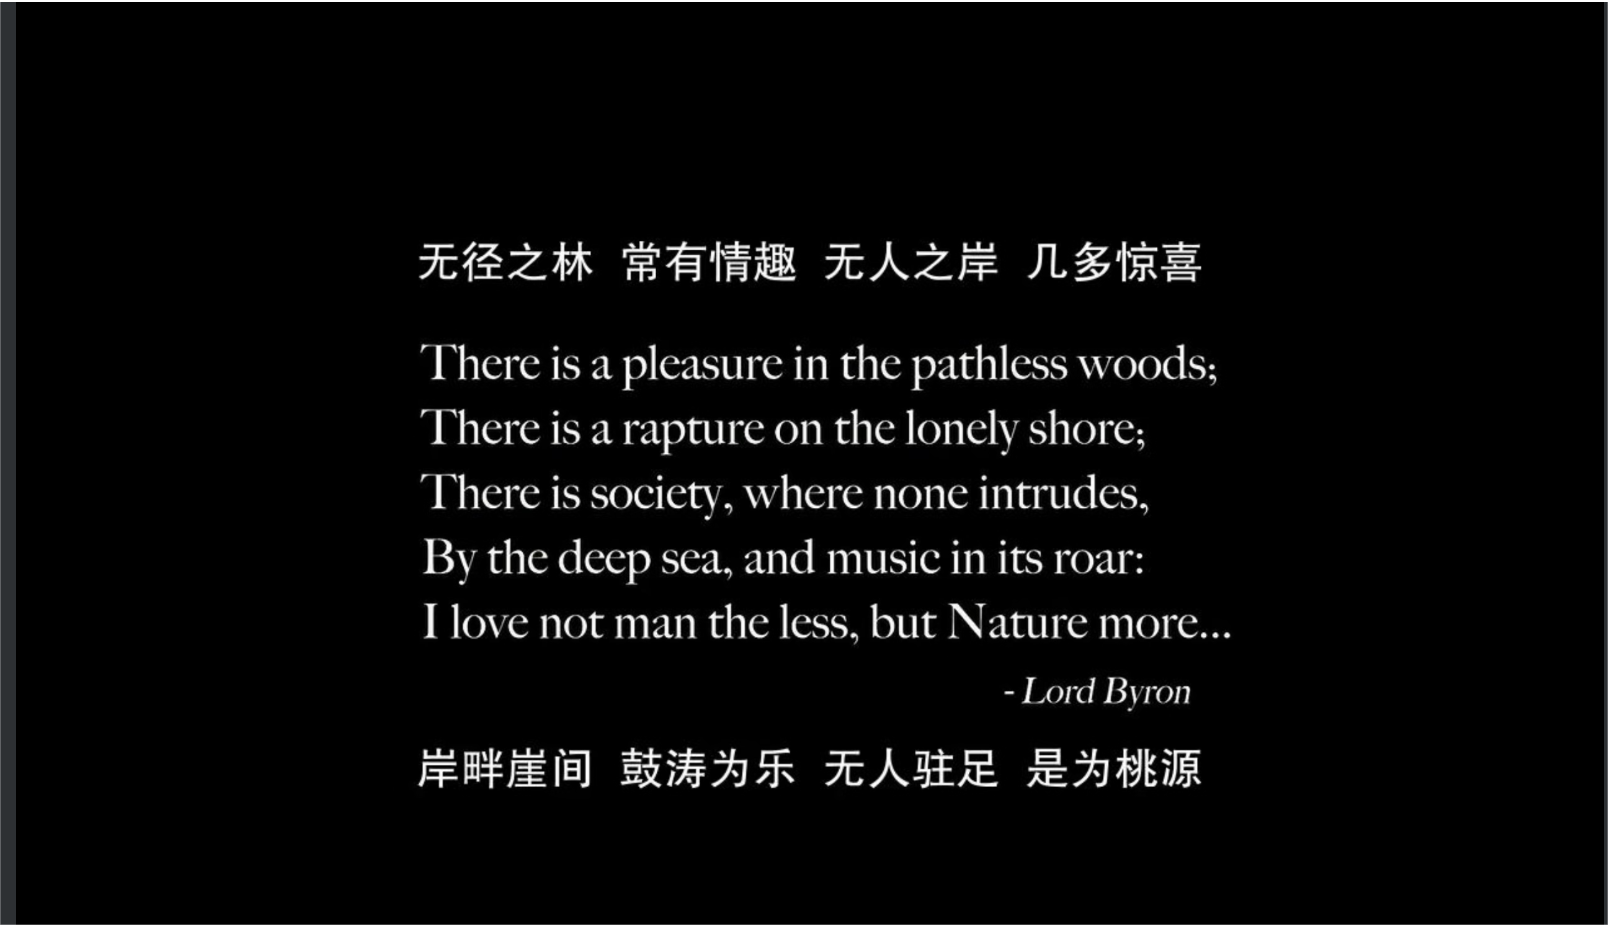 无径之林 常有情趣 无人之岸 几多惊喜
There is a pleasure in the pathless woods;
There is a rapture on the lonely shore;
There is society, where none intrudes,
By the deep sea, and music in its roar:
I love not man the less, but Nature more...
- Lord Byron
岸畔崖间 鼓涛为乐 无人驻足 是为桃源